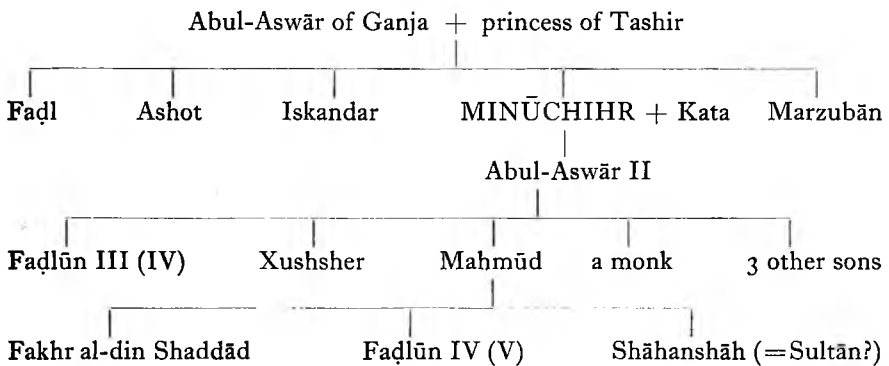 Abul-Aswār of Ganja + princess of Tashir
Faḍl Ashot Iskandar MINŪCHIHR + Kata Marzubān
Abul-Aswār II
Faḍlūn III (IV) Xushsher Maḥmūd a monk 3 other sons
Fakhr al-din Shaddād Faḍlūn IV (V) Shāhanshāh (=Sultān?)